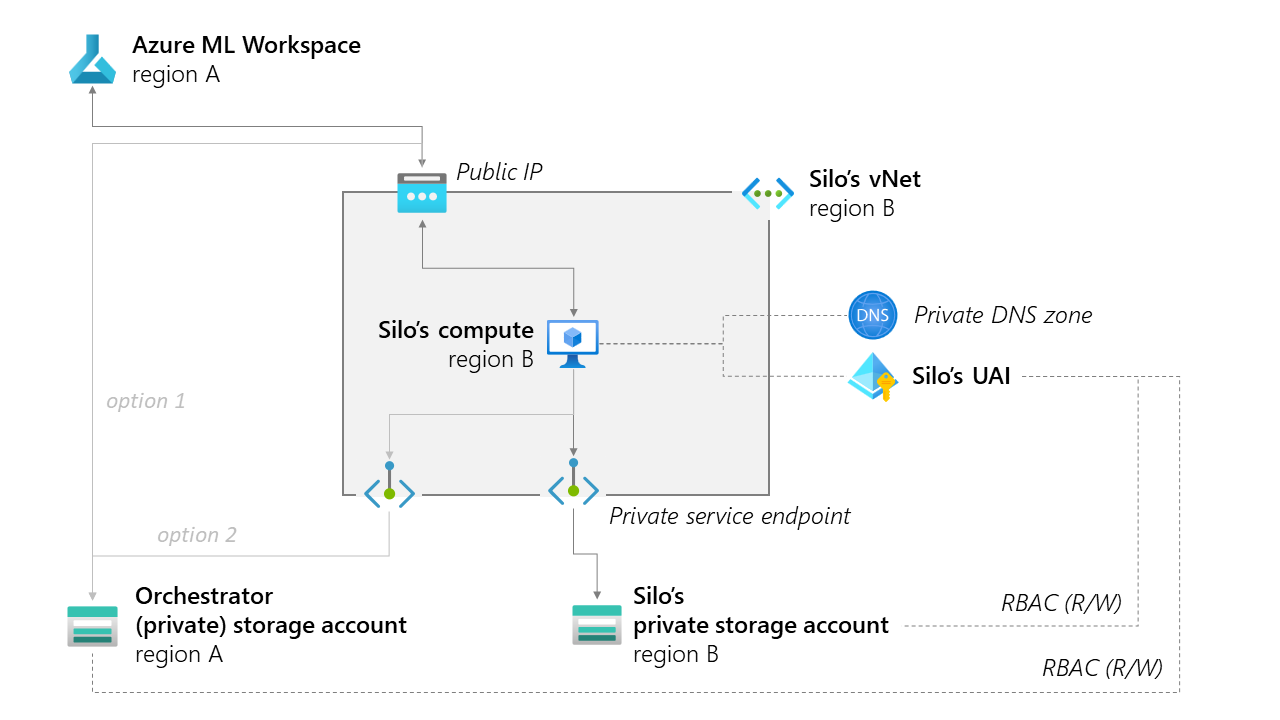 Azure ML Workspace
region A
Public IP
Silo's vNet
region B
DNS
Private DNS zone
Silo's compute
region B
Silo's UAI
option 1
Private service endpoint
option 2
Orchestrator
(private) storage account
region A
Silo's
private storage account
region B
RBAC (R/W)
RBAC (R/W)